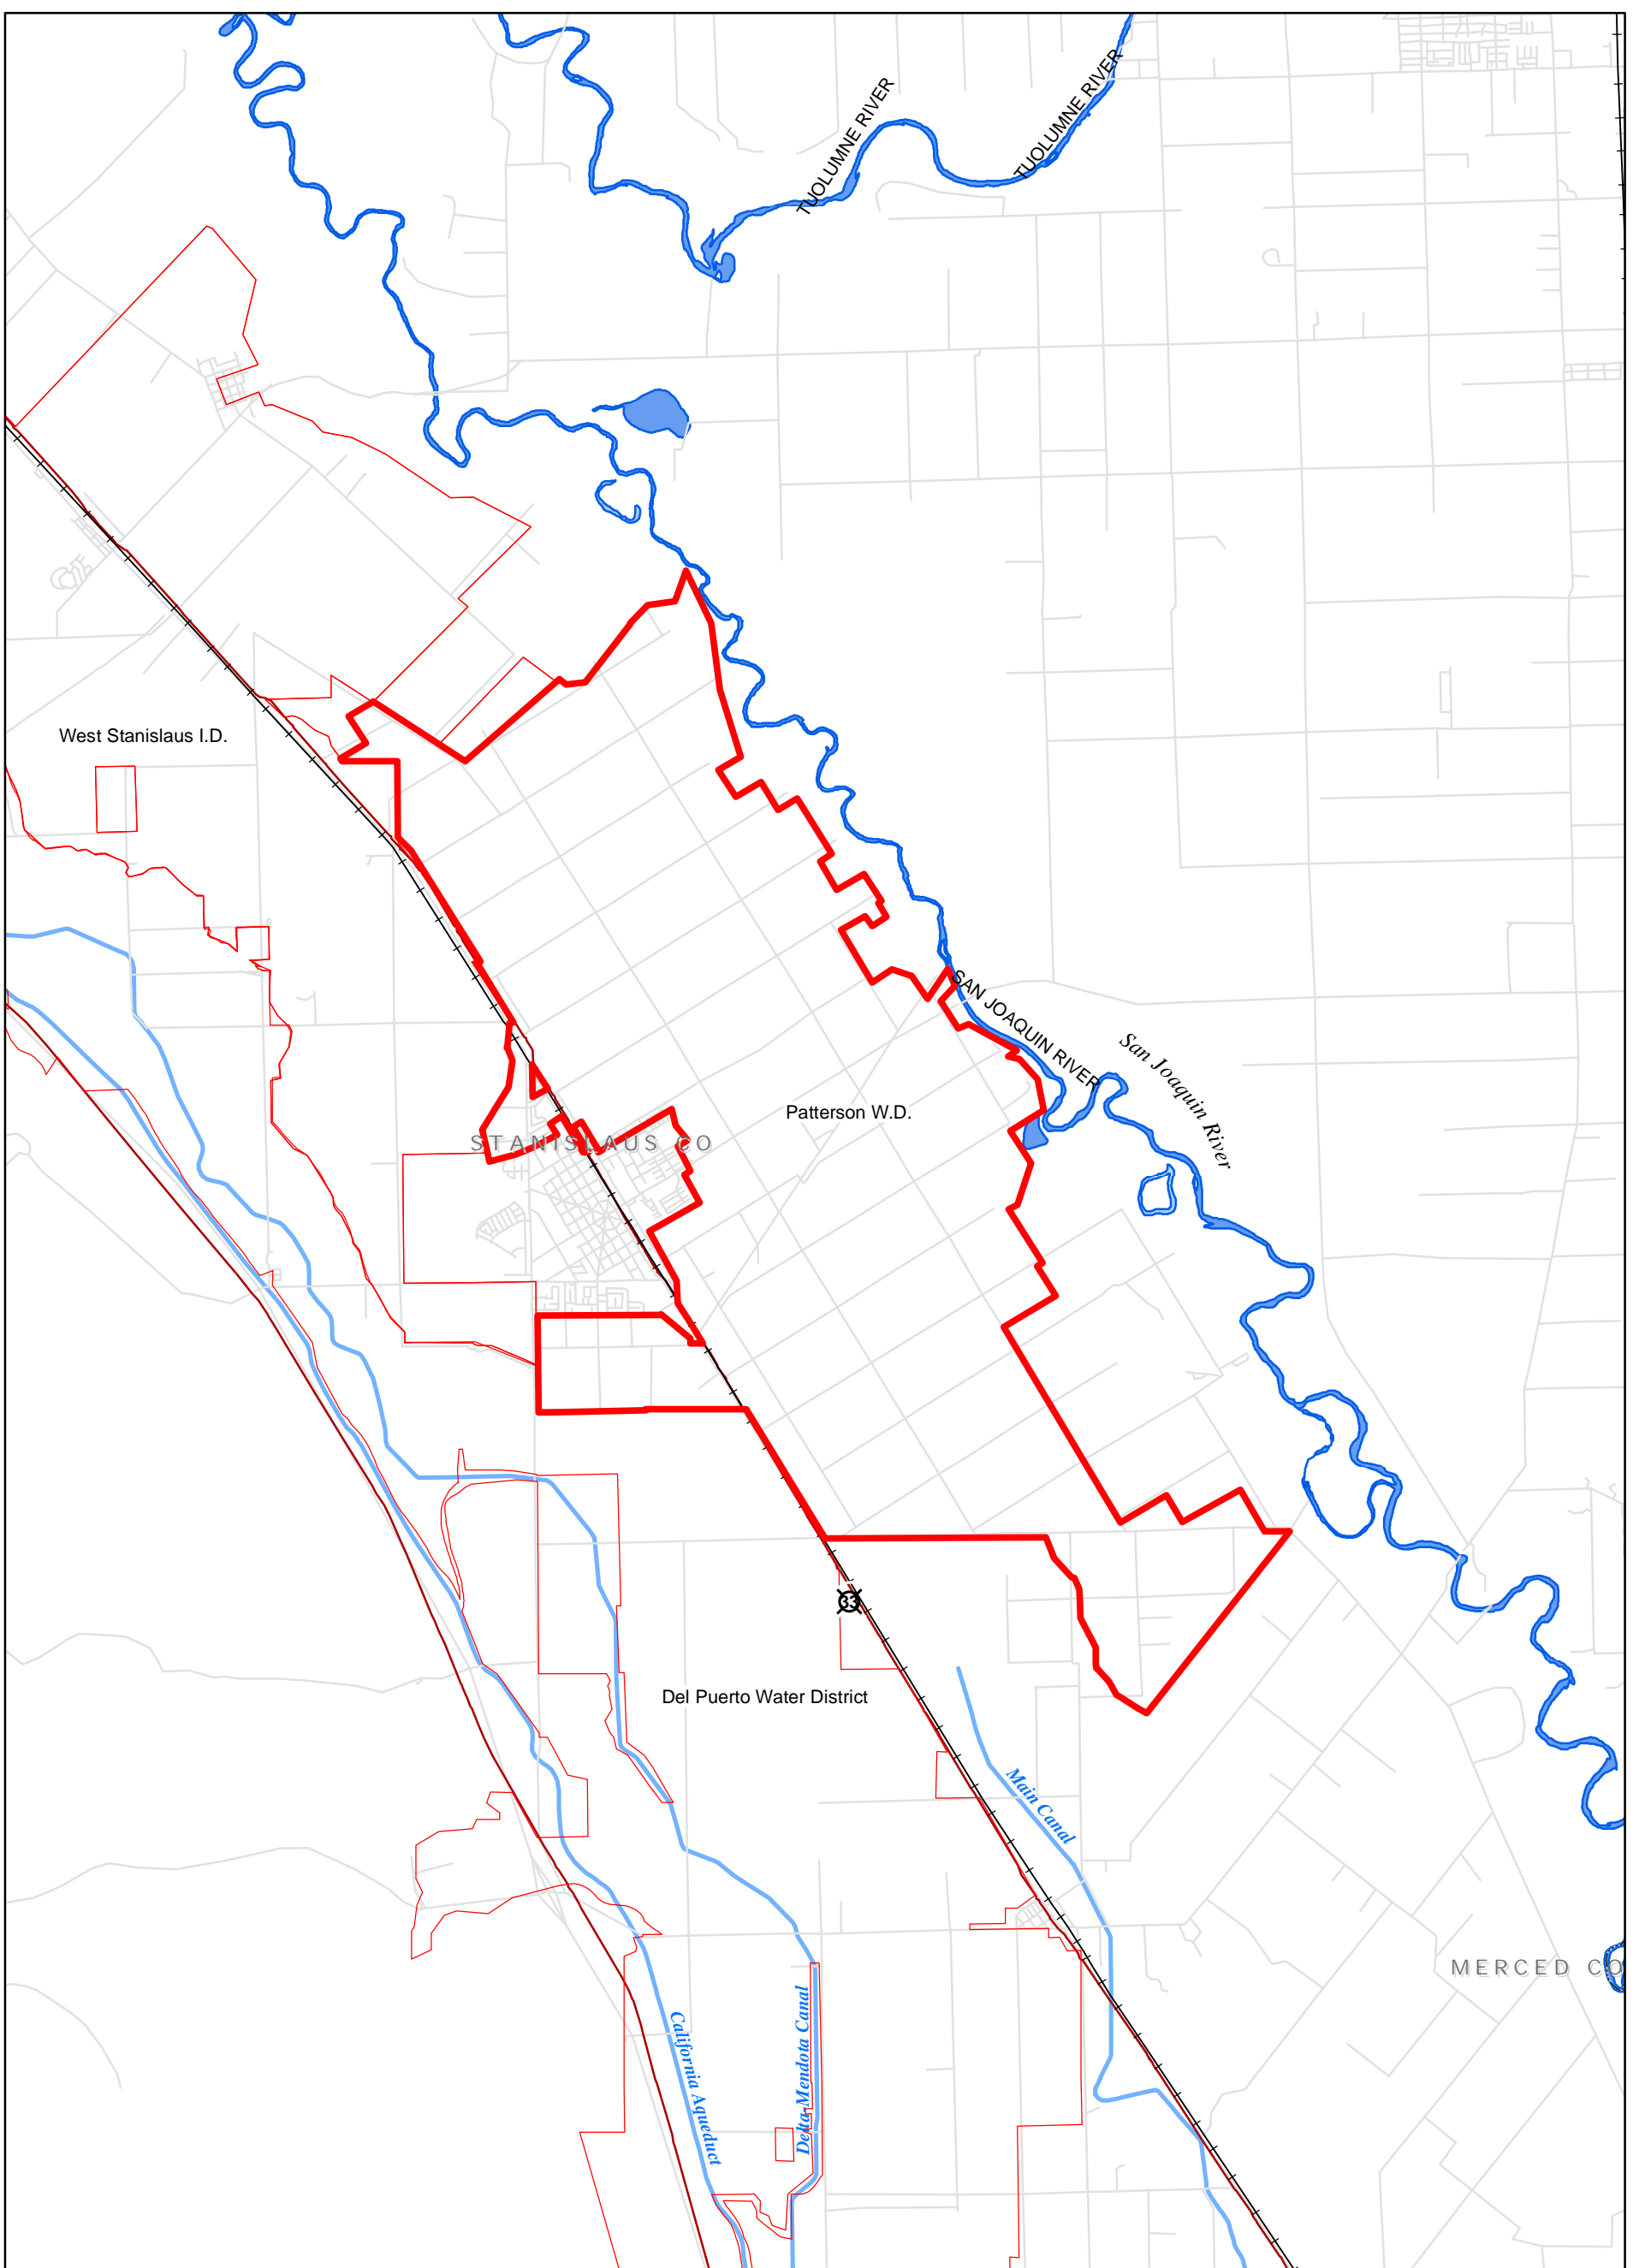 TUOLUMNE RIVER
TUOLUMNE RIVER
West Stanislaus I.D.
SAN JOAQUIN RIVER
San Joaquin River
Patterson W.D.
STANISLAUS CO
33
Del Puerto Water District
Main Canal
MERCED CO
California Aqueduct
Delta-Mendota Canal